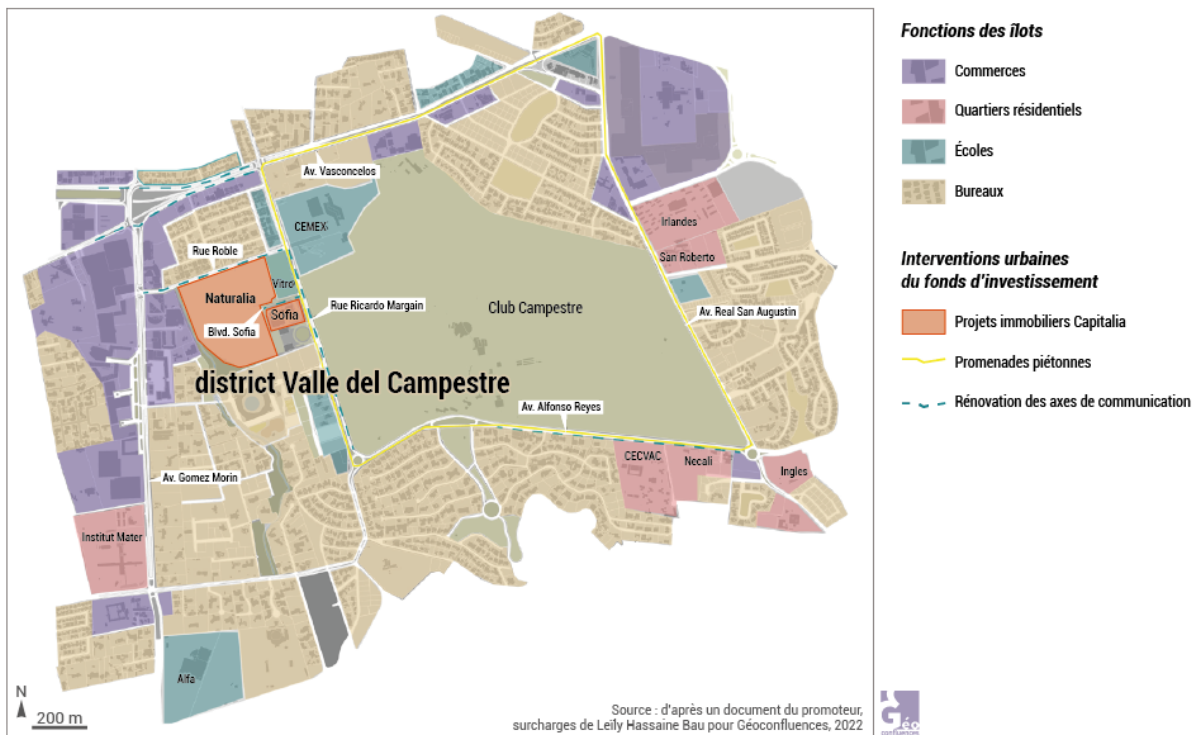 Av. Vasconcelos
CEMEX
Rue Roble
Irlandes
San Roberto
Naturalia
Vitro
Sofia
Rue Ricardo Margain
Club Campestre
Blvd. Sofia
Av. Real San Augustin
district Valle del Campestre
Av. Alfonso Reyes
CECVAC
Necali
Ingles
Av. Gomez Morin
Institut Mater
Alfa
N
200 m
Source : d'après un document du promoteur,
surcharges de Leïly Hassaine Bau pour Géoconfluences, 2022
Fonctions des îlots
Commerces
Quartiers résidentiels
Écoles
Bureaux
Interventions urbaines
du fonds d'investissement
Projets immobiliers Capitalia
Promenades piétonnes
Rénovation des axes de communication
Géo
confluences